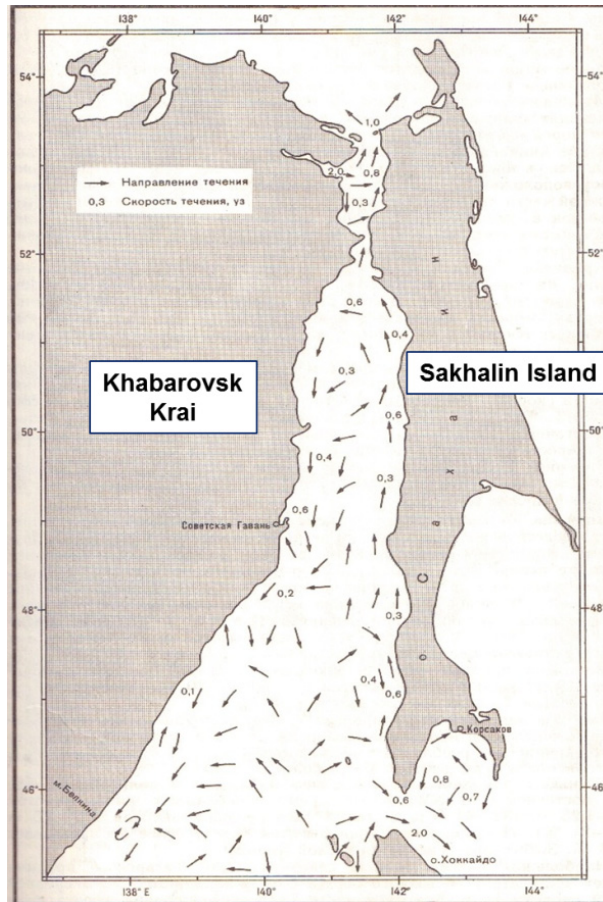 138° 140° 142° 144°
54°
54°
1,0
→ Направление течения
0,3 Скорость течения, уз
2,0
0,8
0,3
52°
52°
0,6
0,4
Khabarovsk
Krai
0,3
Sakhalin Island
50°
50°
0,6
0,4
0,3
0,6
Советская Гавань
48°
0,2
48°
0,3
0,1
0,4
0,6
С а х а л и н
Корсаков
0,8
0,7
46°
м. Белкина
0,6
46°
2,0
о.Хоккайдо
138° E 140° 142° 144°